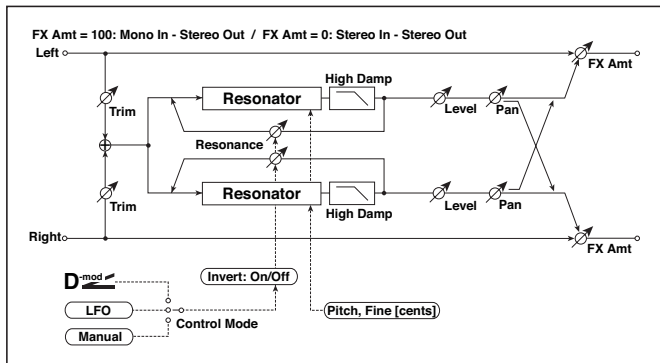 FX Amt = 100: Mono In - Stereo Out / FX Amt = 0: Stereo In - Stereo Out
Left
FX Amt
High Damp
Resonator
Trim
Level
Pan
Resonance
Resonator
High Damp
Trim
Level
Pan
Right
FX Amt
D-mod
Invert: On/Off
LFO
Control Mode
Pitch, Fine [cents]
Manual